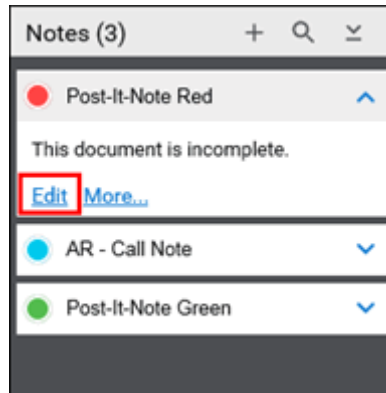 Notes (3)
Post-It-Note Red
This document is incomplete.
Edit More...
AR - Call Note
Post-It-Note Green